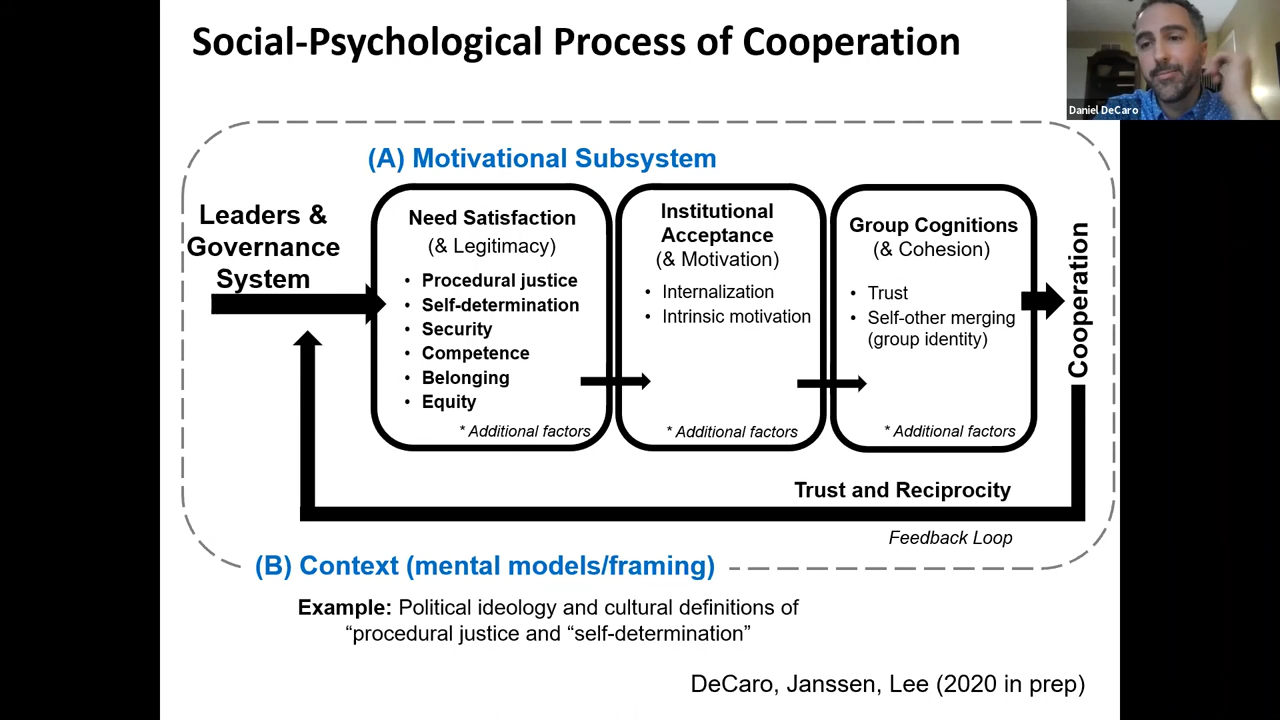 Social-Psychological Process of Cooperation
Daniel DeCaro
(A) Motivational Subsystem
Leaders &
Governance
System
Need Satisfaction
(& Legitimacy)
• Procedural justice
• Self-determination
• Security
• Competence
• Belonging
• Equity
* Additional factors
Institutional
Acceptance
(& Motivation)
• Internalization
• Intrinsic motivation
* Additional factors
Group Cognitions
(& Cohesion)
• Trust
• Self-other merging
(group identity)
* Additional factors
Cooperation
Trust and Reciprocity
Feedback Loop
(B) Context (mental models/framing)
Example: Political ideology and cultural definitions of
“procedural justice and “self-determination”
DeCaro, Janssen, Lee (2020 in prep)